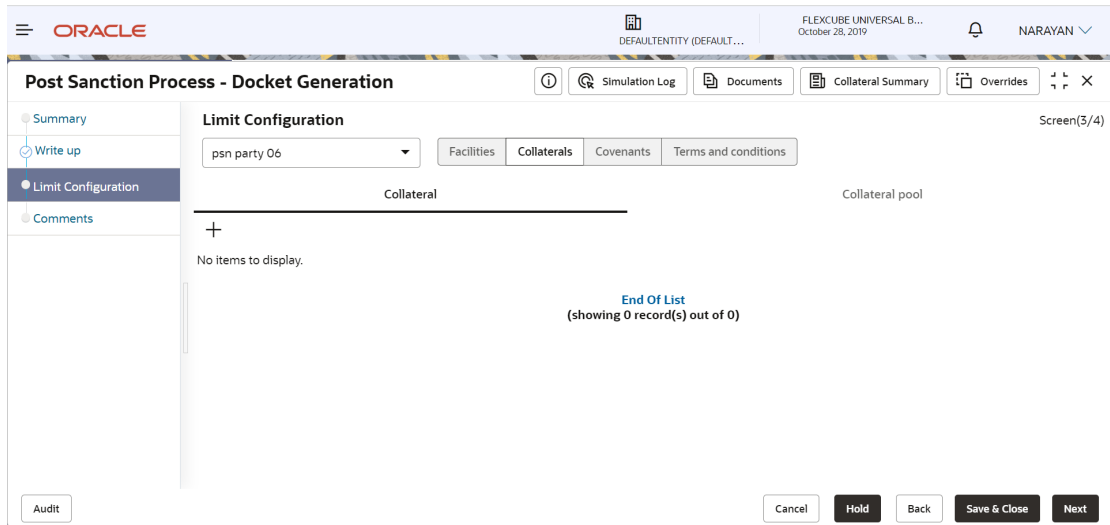 ORACLE
DEFAULTENTITY (DEFAULT...
FLEXCUBE UNIVERSAL B...
October 28, 2019
NARAYAN
Post Sanction Process - Docket Generation
Simulation Log
Documents
Collateral Summary
Overrides
Summary
Write up
Limit Configuration
Comments
Limit Configuration
Screen(3/4)
psn party 06
Facilities
Collaterals
Covenants
Terms and conditions
Collateral
Collateral pool
No items to display.
End Of List
(showing 0 record(s) out of 0)
Audit
Cancel
Hold
Back
Save & Close
Next